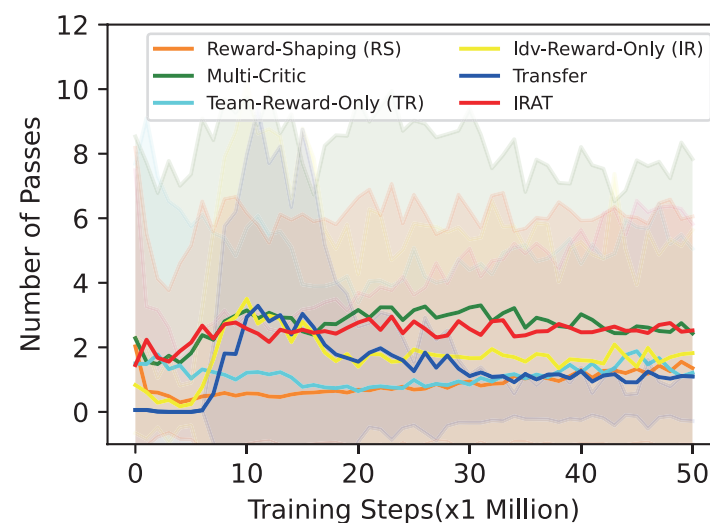 12
10
8
6
4
2
0
Number of Passes
Reward-Shaping (RS)
Multi-Critic
Team-Reward-Only (TR)
Idv-Reward-Only (IR)
Transfer
IRAT
0 10 20 30 40 50
Training Steps(x1 Million)